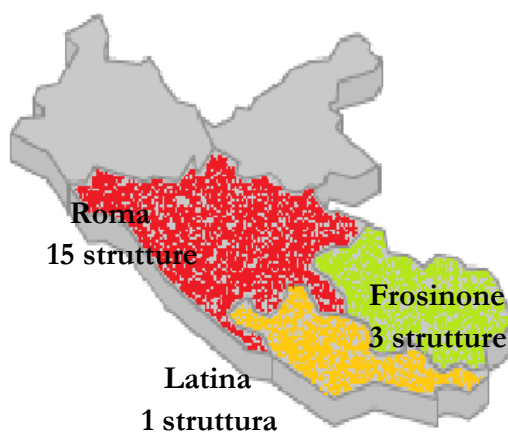 Roma
15 strutture
Frosinone
3 strutture
Latina
1 struttura